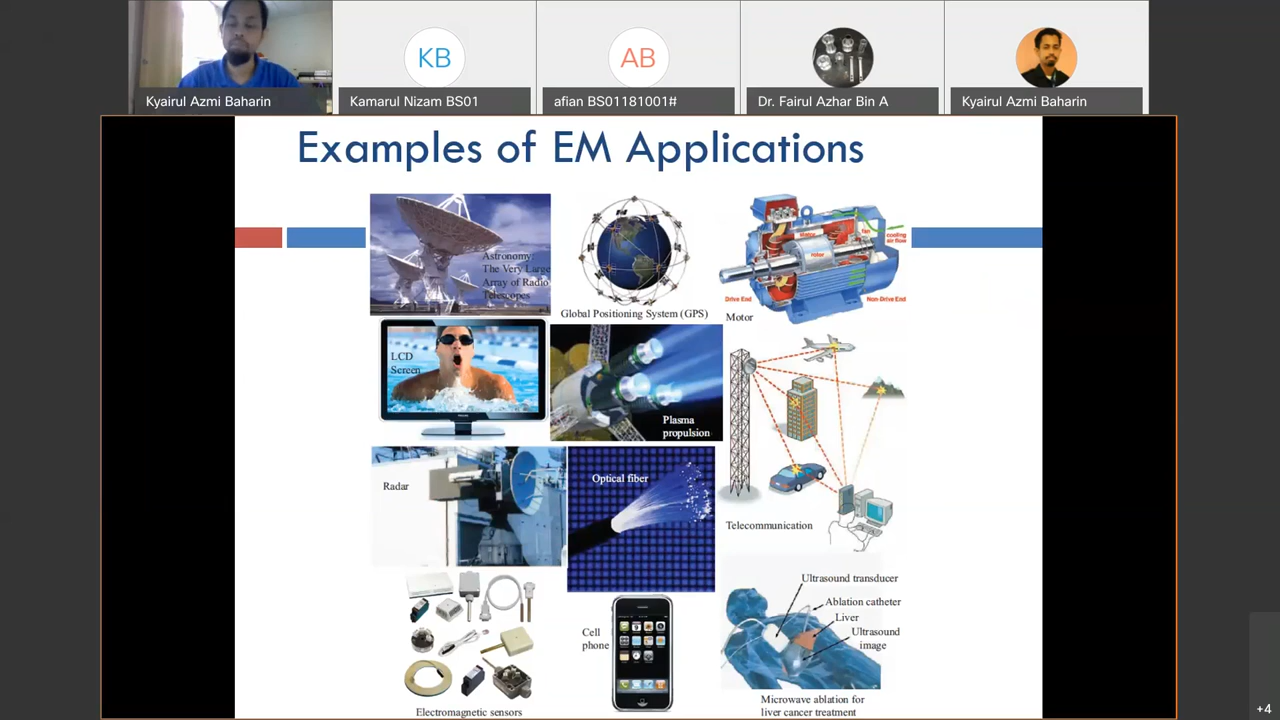 KB
AB
Kyairul Azmi Baharin
Kamarul Nizam BS01
afian BS01181001#
Dr. Fairul Azhar Bin A
Kyairul Azmi Baharin
Examples of EM Applications
Astronomy:
The Very Large
Array of Radio
Telescopes
Global Positioning System (GPS)
Motor
rotor
fan
cooling
air flow
Drive End
Non-Drive End
Motor
LCD
Screen
Plasma
propulsion
Radar
Optical fiber
Telecommunication
Ultrasound transducer
Ablation catheter
Liver
Ultrasound
image
Cell
phone
Microwave ablation for
liver cancer treatment
Electromagnetic sensors
+4